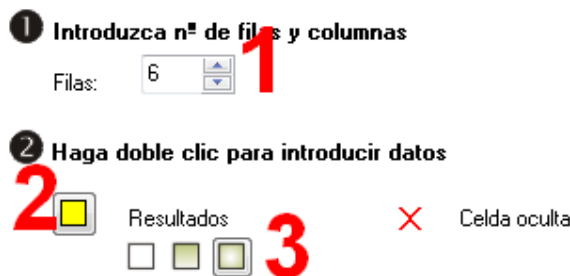 1 Introduzca nº de filas y columnas
Filas: 6 1
2 Haga doble clic para introducir datos
2 Resultados Celda oculta
3